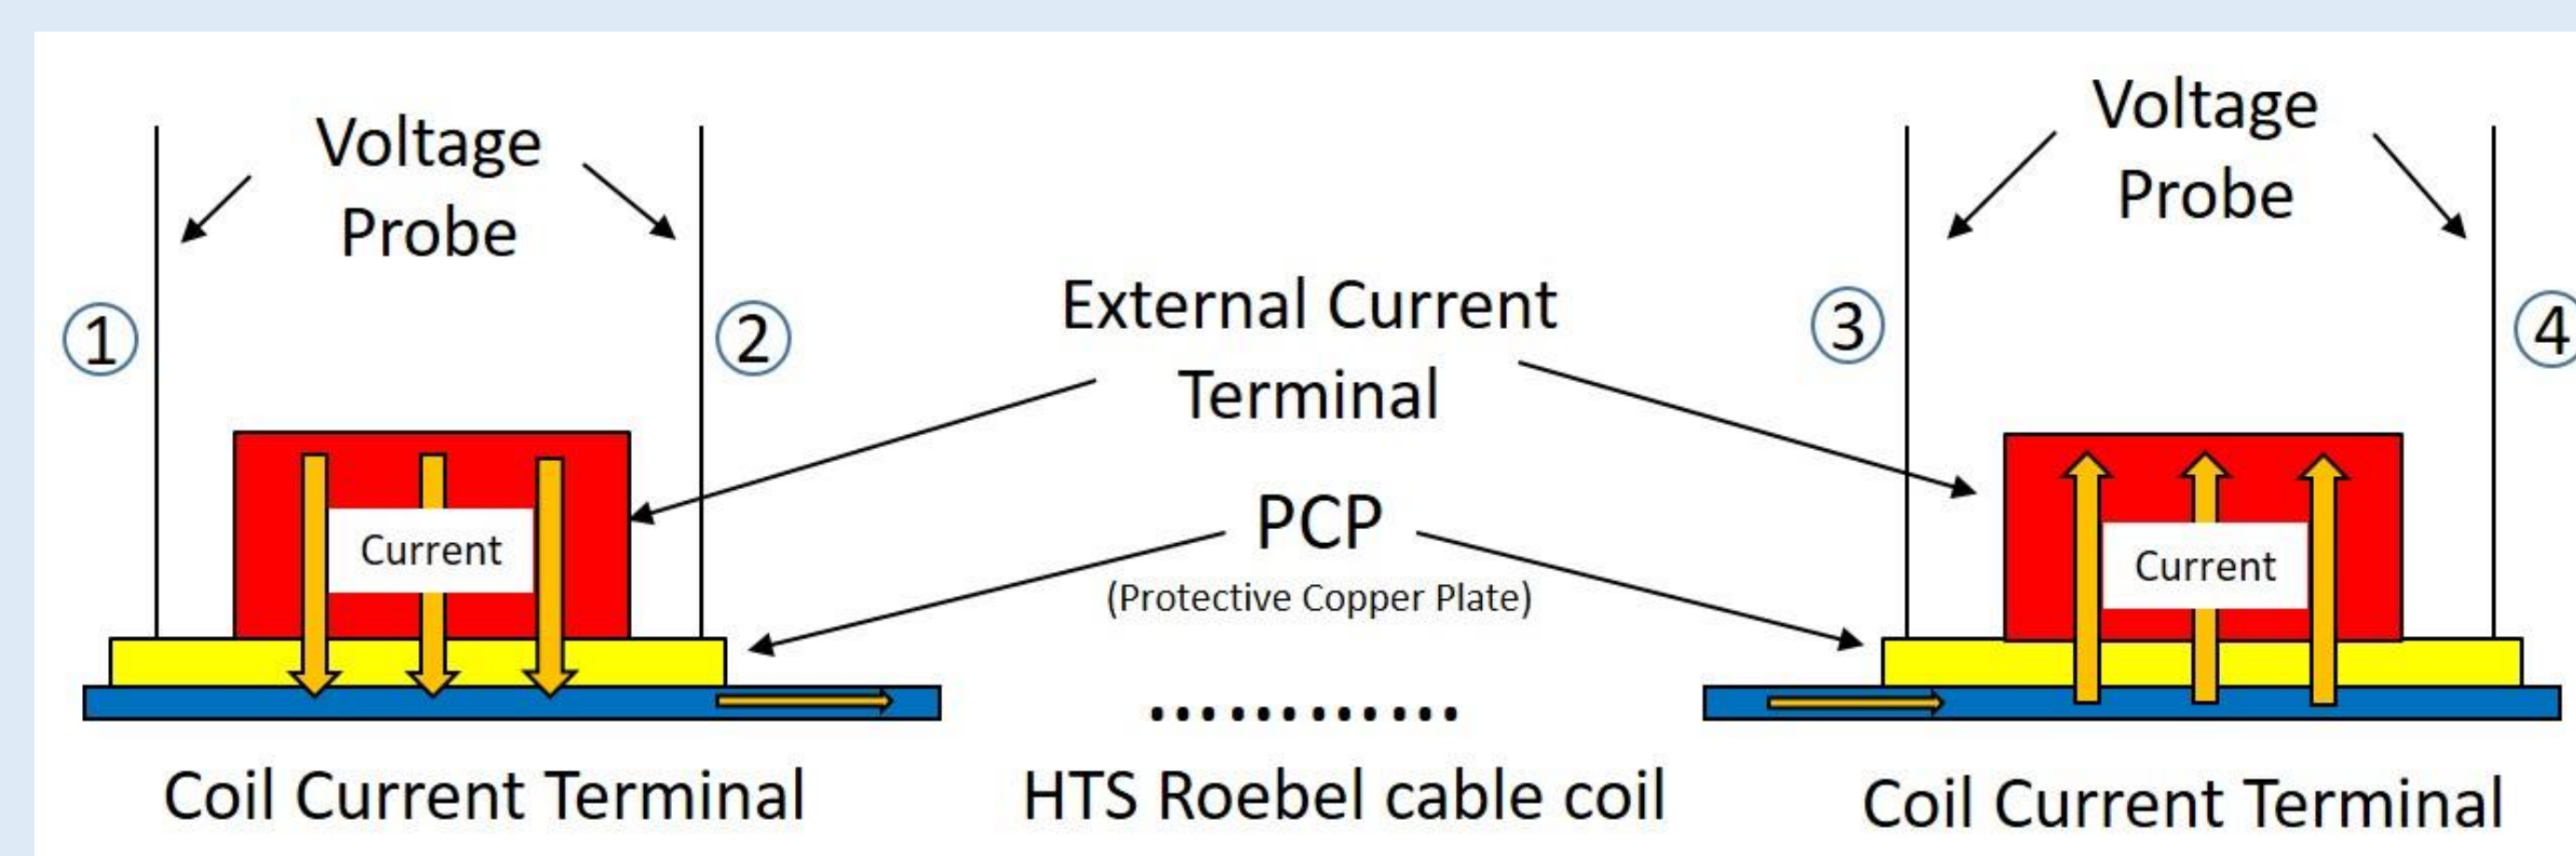 Voltage
Probe
Voltage
Probe
①
②
External Current
Terminal
③
④
Current
PCP
(Protective Copper Plate)
Current
............
Coil Current Terminal
HTS Roebel cable coil
Coil Current Terminal